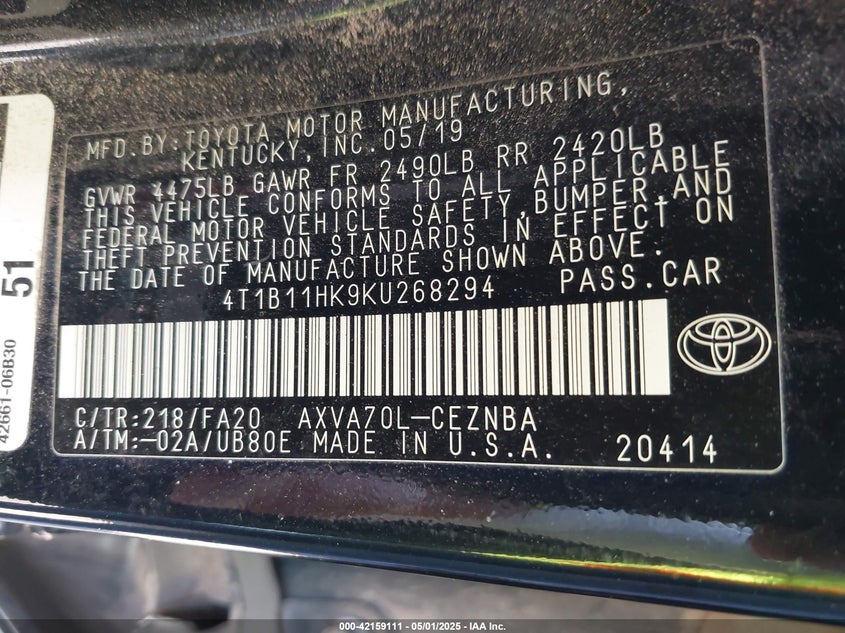 MFD.BY:TOYOTA MOTOR MANUFACTURING,
KENTUCKY,INC.05/19
GVWR 4475LB GAWR FR 2490LB RR 2420LB
THIS VEHICLE CONFORMS TO ALL APPLICABLE
FEDERAL MOTOR VEHICLE SAFETY,BUMPER,AND
THEFT PREVENTION STANDARDS IN EFFECT ON
THE DATE OF MANUFACTURE SHOWN ABOVE.
4T1B11HK9KU268294 PASS.CAR
C/TR:218/FA20 AXVA70L-CEZNBA
A/TM:-02A/UB80E MADE IN U.S.A. 20414
51
42661-06B30
000-42159111 - 05/01/2025 - IAA Inc.